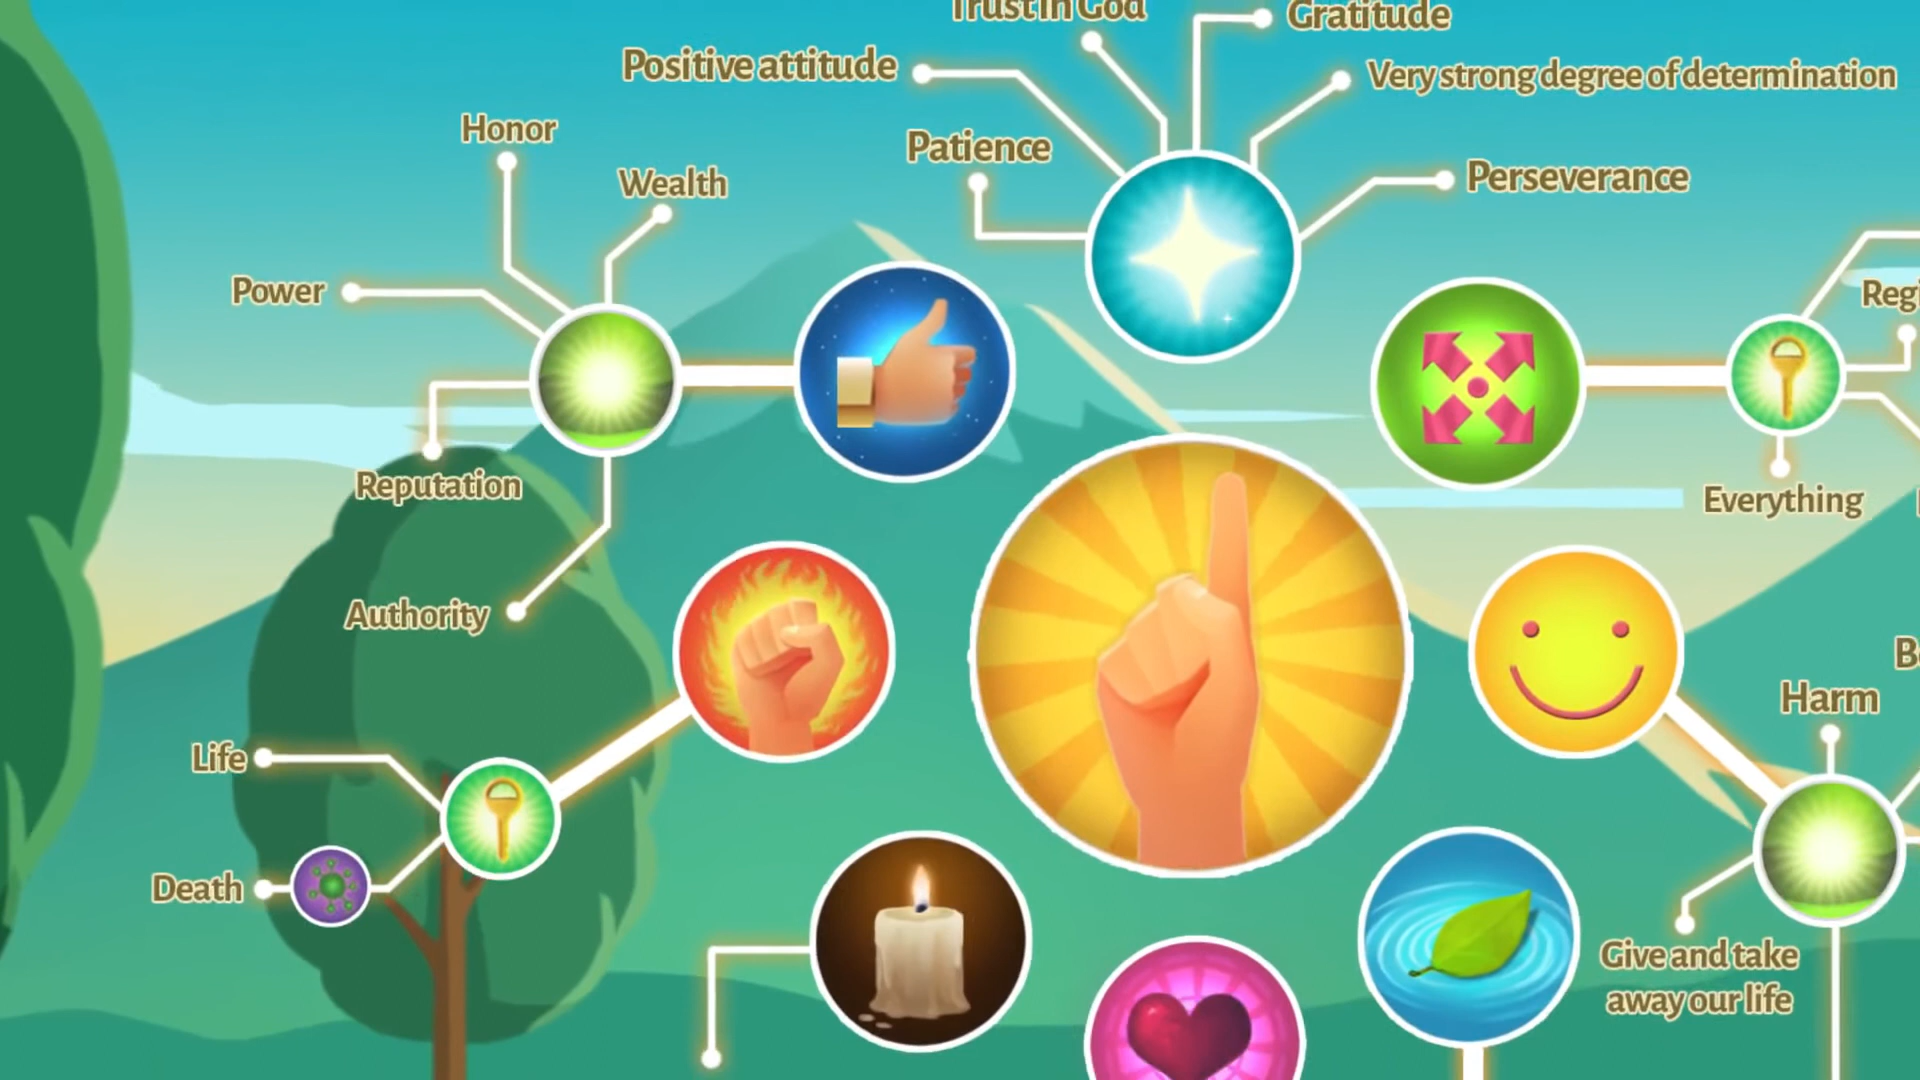 Trust in God
Gratitude
Positive attitude
Very strong degree of determination
Honor
Patience
Wealth
Perseverance
Power
Reputation
Everything
Authority
Harm
Life
Death
Give and take
away our life